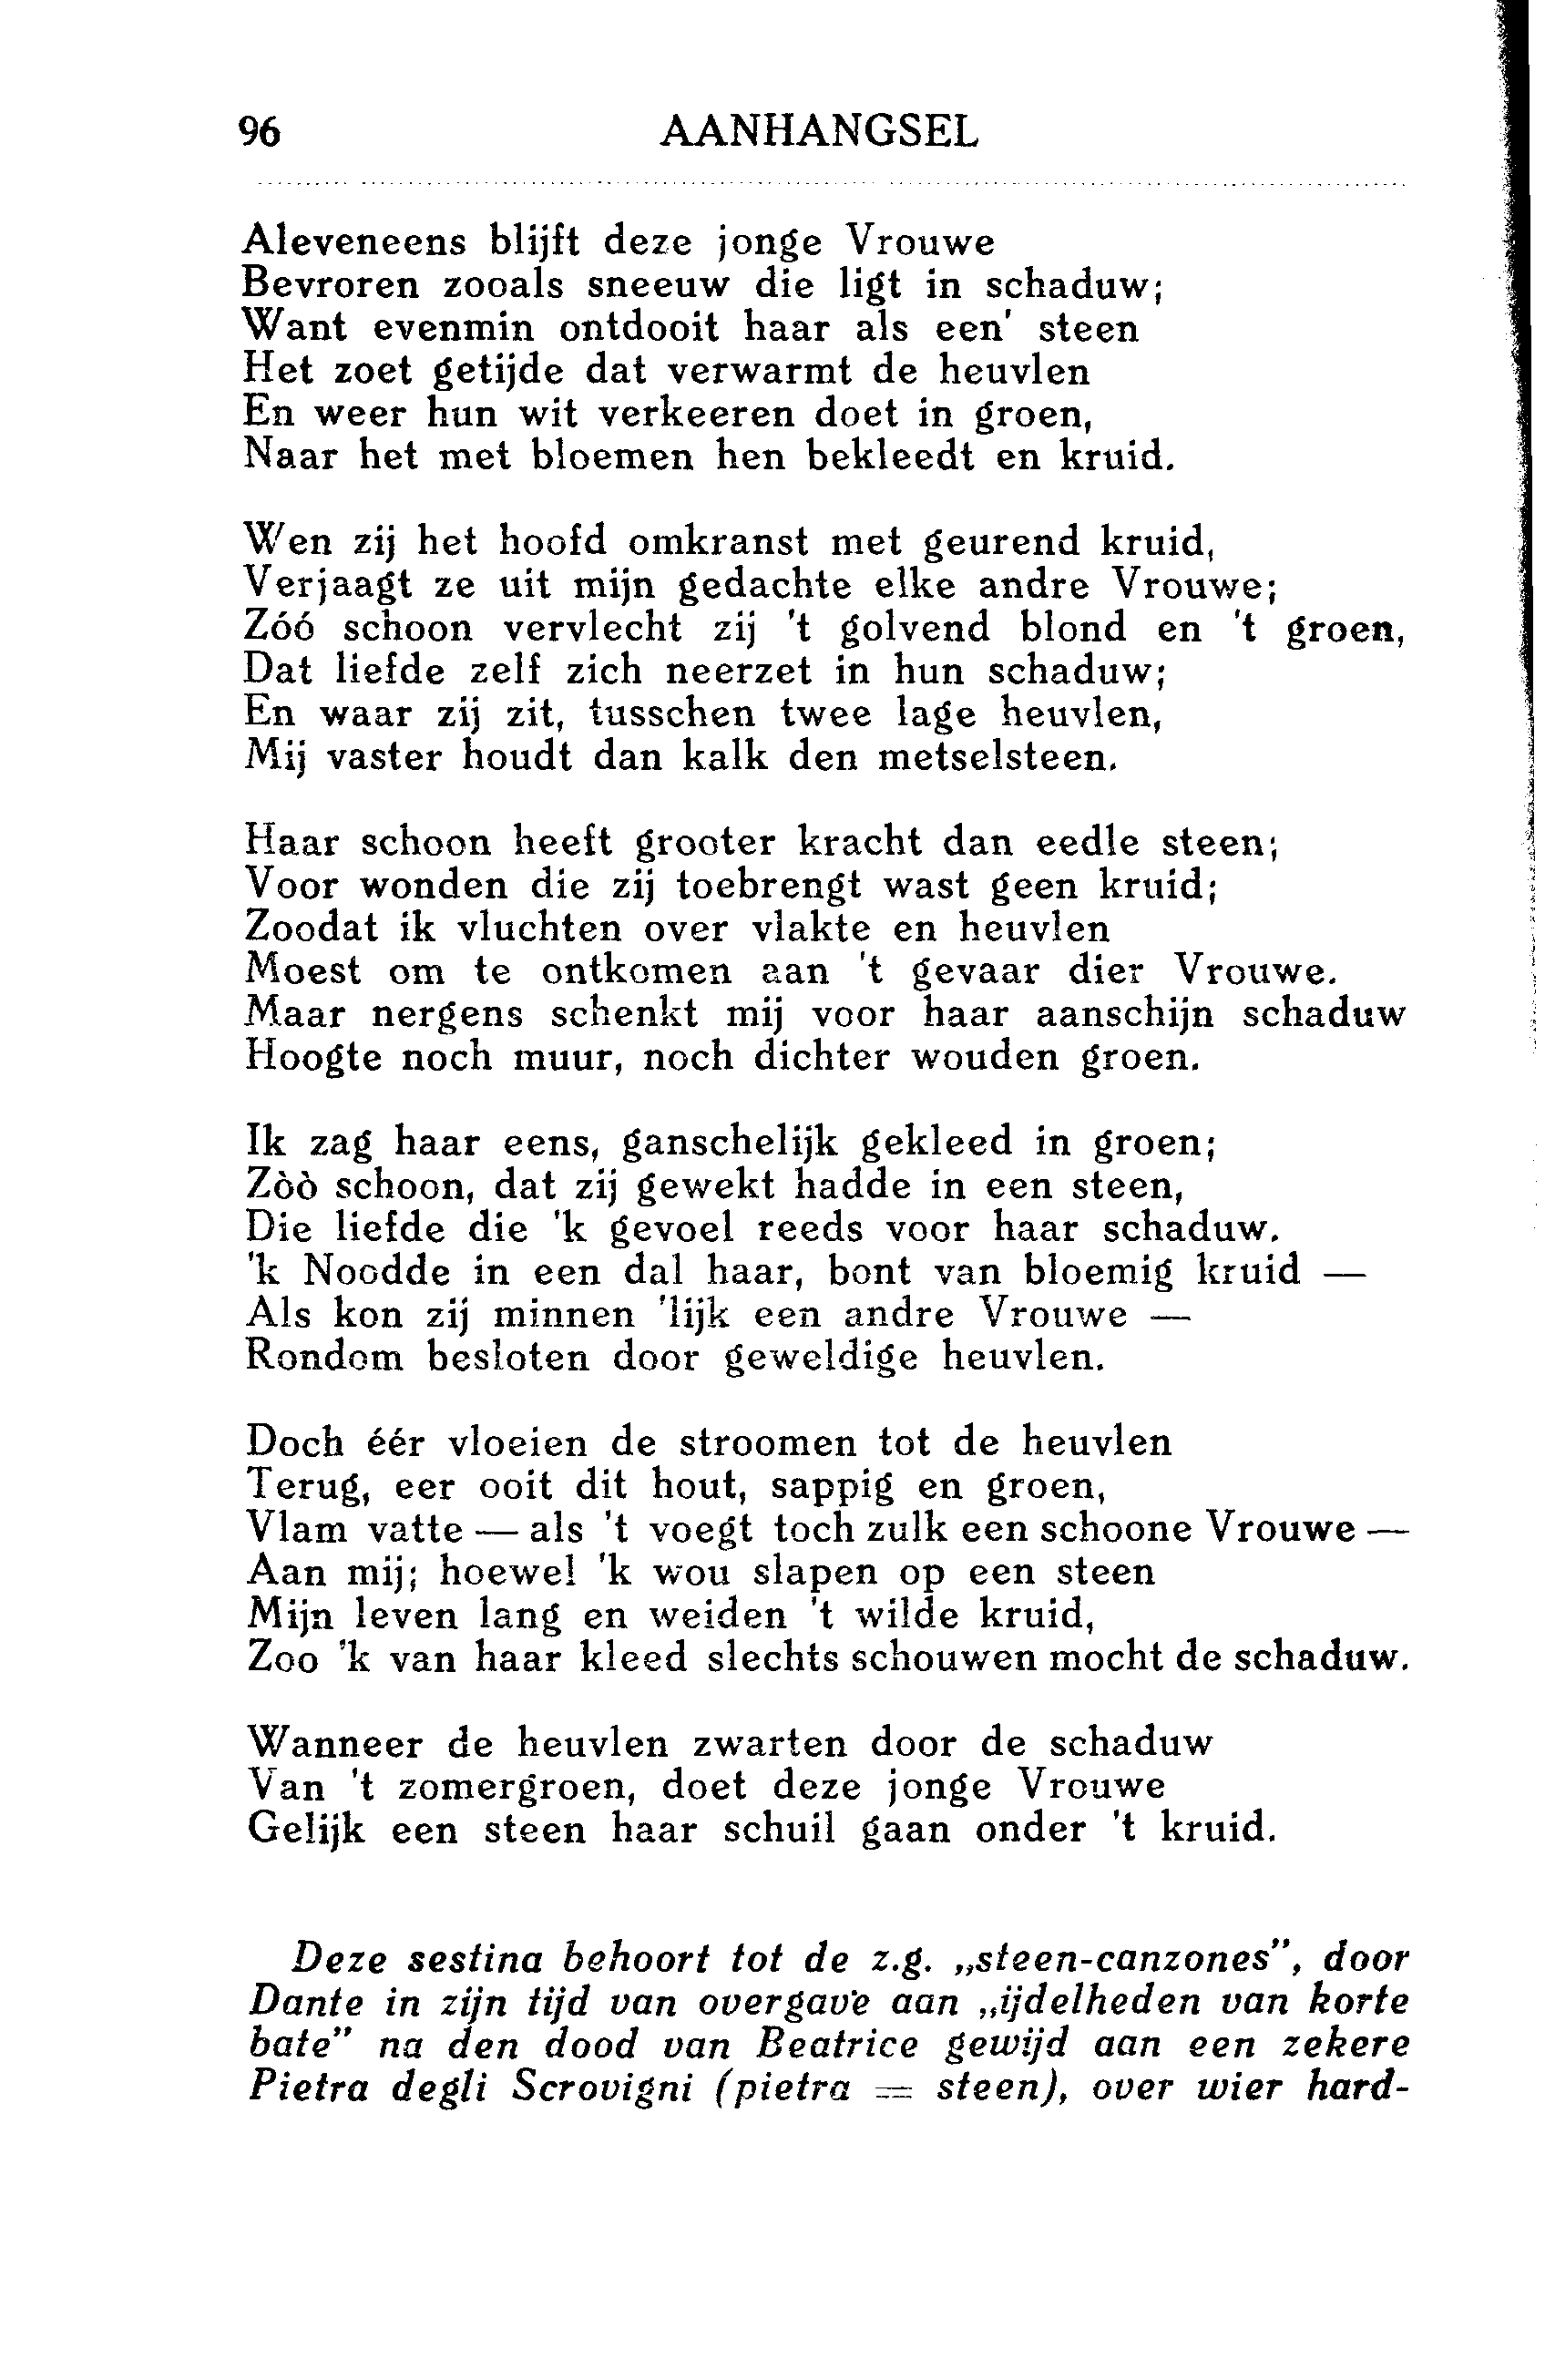 96 AANHANGSEL
Aleveneens blijft deze jonge Vrouwe
Bevroren zooals sneeuw die ligt in schaduw;
Want evenmin ontdooit haar als een' steen
Het zoet getijde dat verwarmt de heuvlen
En weer hun wit verkeeren doet in groen,
Naar het met bloemen hen bekleedt en kruid.
Wen zij het hoofd omkranst met geurend kruid,
Verjaagt ze uit mijn gedachte elke andre Vrouwe;
Zóó schoon vervlecht zij 't golvend blond en 't groen,
Dat liefde zelf zich neerzet in hun schaduw;
En waar zij zit, tusschen twee lage heuvlen,
Mij vaster houdt dan kalk den metselsteen.
Haar schoon heeft grooter kracht dan eedle steen;
Voor wonden die zij toebrengt wast geen kruid;
Zoodat ik vluchten over vlakte en heuvlen
Moest om te ontkomen aan 't gevaar dier Vrouwe.
Maar nergens schenkt mij voor haar aanschijn schaduw
Hoogte noch muur, noch dichter wouden groen.
Ik zag haar eens, ganschelijk gekleed in groen;
Zòò schoon, dat zij gewekt hadde in een steen,
Die liefde die 'k gevoel reeds voor haar schaduw.
'k Noodde in een dal haar, bont van bloemig kruid —
Als kon zij minnen 'lijk een andre Vrouwe —
Rondom besloten door geweldige heuvlen.
Doch éér vloeien de stroomen tot de heuvlen
Terug, eer ooit dit hout, sappig en groen,
Vlam vatte — als 't voegt toch zulk een schoone Vrouwe —
Aan mij; hoewel 'k wou slapen op een steen
Mijn leven lang en weiden 't wilde kruid,
Zoo 'k van haar kleed slechts schouwen mocht de schaduw.
Wanneer de heuvlen zwarten door de schaduw
Van 't zomergroen, doet deze jonge Vrouwe
Gelijk een steen haar schuil gaan onder 't kruid.
Deze sestina behoort tot de z.g. „steen-canzones", door
Dante in zijn tijd van overgave aan „ijdelheden van korte
bate" na den dood van Beatrice gewijd aan een zekere
Pietra degli Scrovigni (pietra = steen), over wier hard-